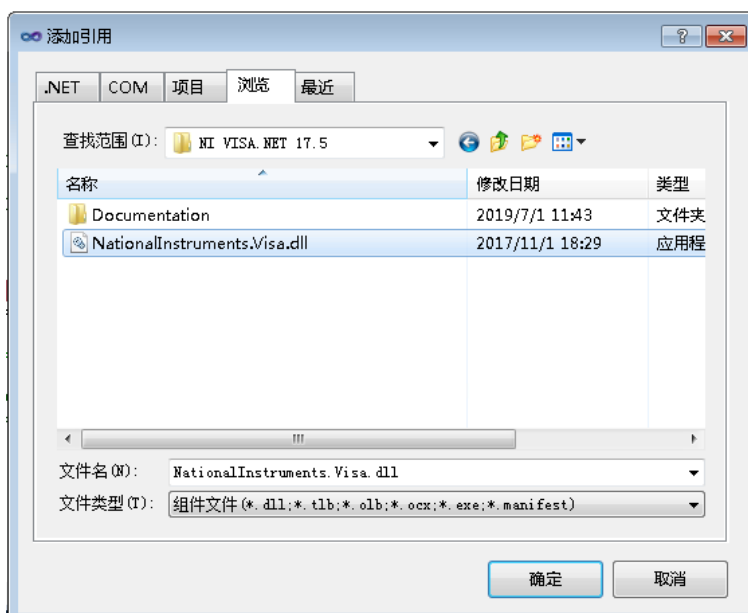 添加引用
.NET COM 项目 浏览 最近
查找范围(I): NI VISA.NET 17.5
名称 修改日期 类型
Documentation 2019/7/1 11:43 文件夹
NationalInstruments.Visa.dll 2017/11/1 18:29 应用程
文件名(N): NationalInstruments.Visa.dll
文件类型(T): 组件文件(*.dll;*.tlb;*.olb;*.ocx;*.exe;*.manifest)
确定 取消